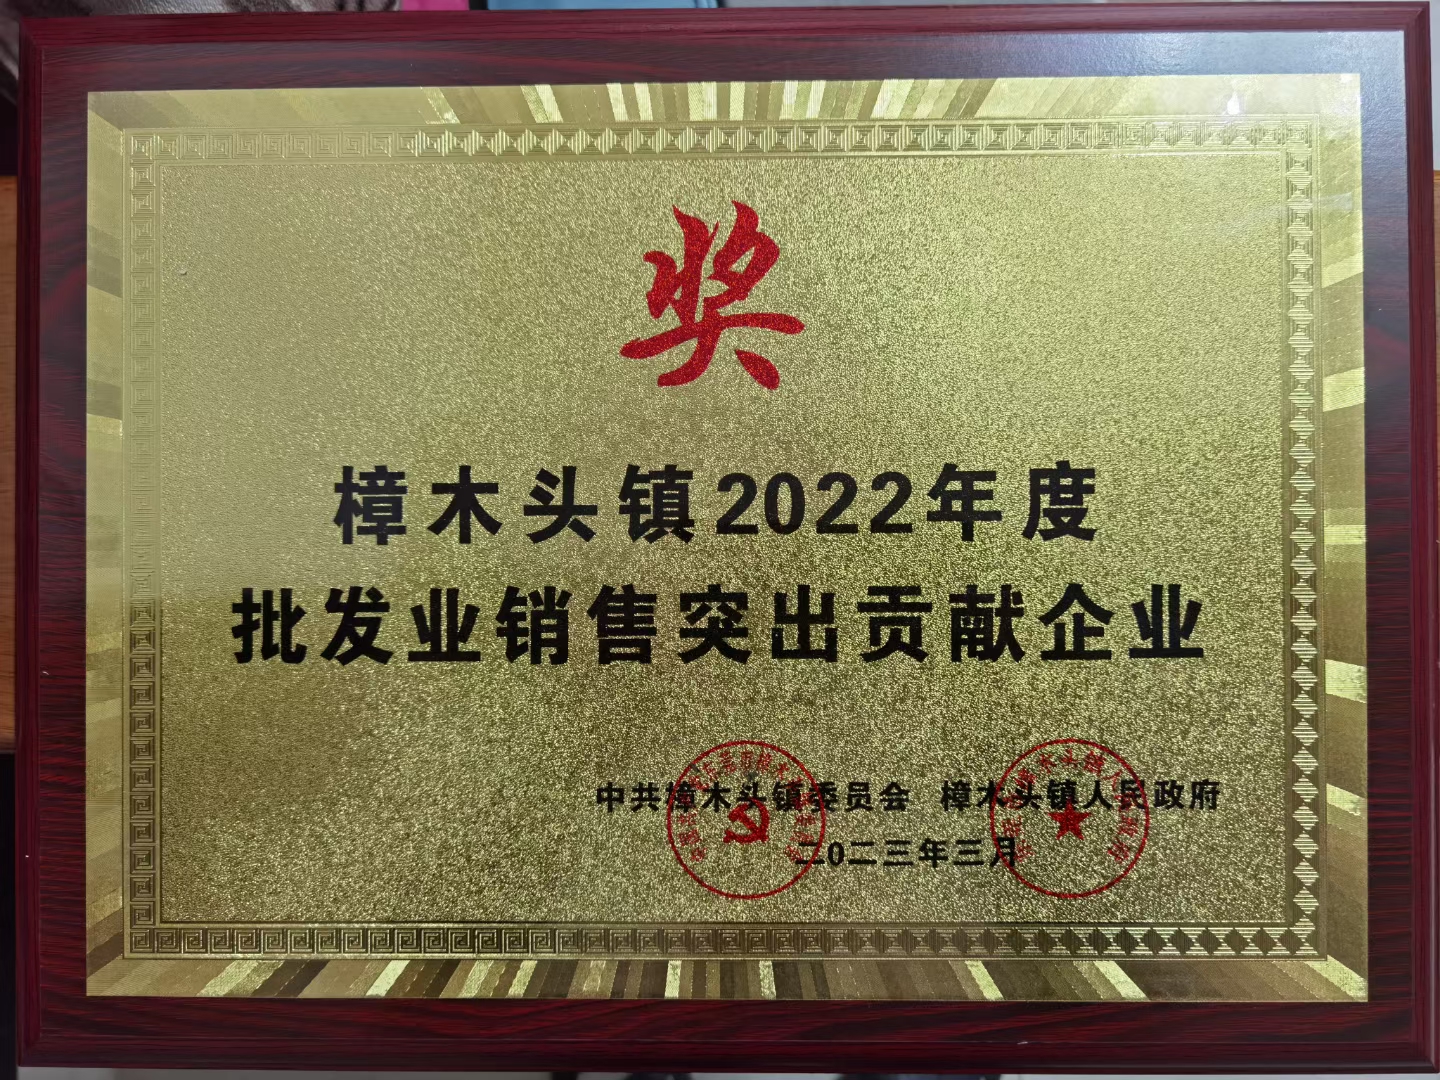 奖
樟木头镇2022年度
批发业销售突出贡献企业
中共樟木头镇委员会 樟木头镇人民政府
二0二三年三月